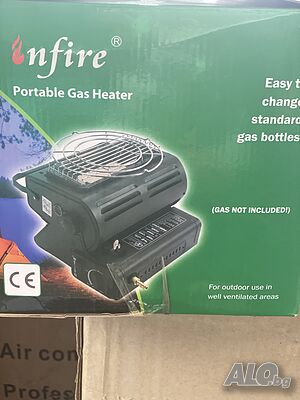 infire®
Portable Gas Heater
Easy t
change
standard
gas bottles
(GAS NOT INCLUDED!)
CE
For outdoor use in
well ventilated areas
Air con
Profes
ALO.bg